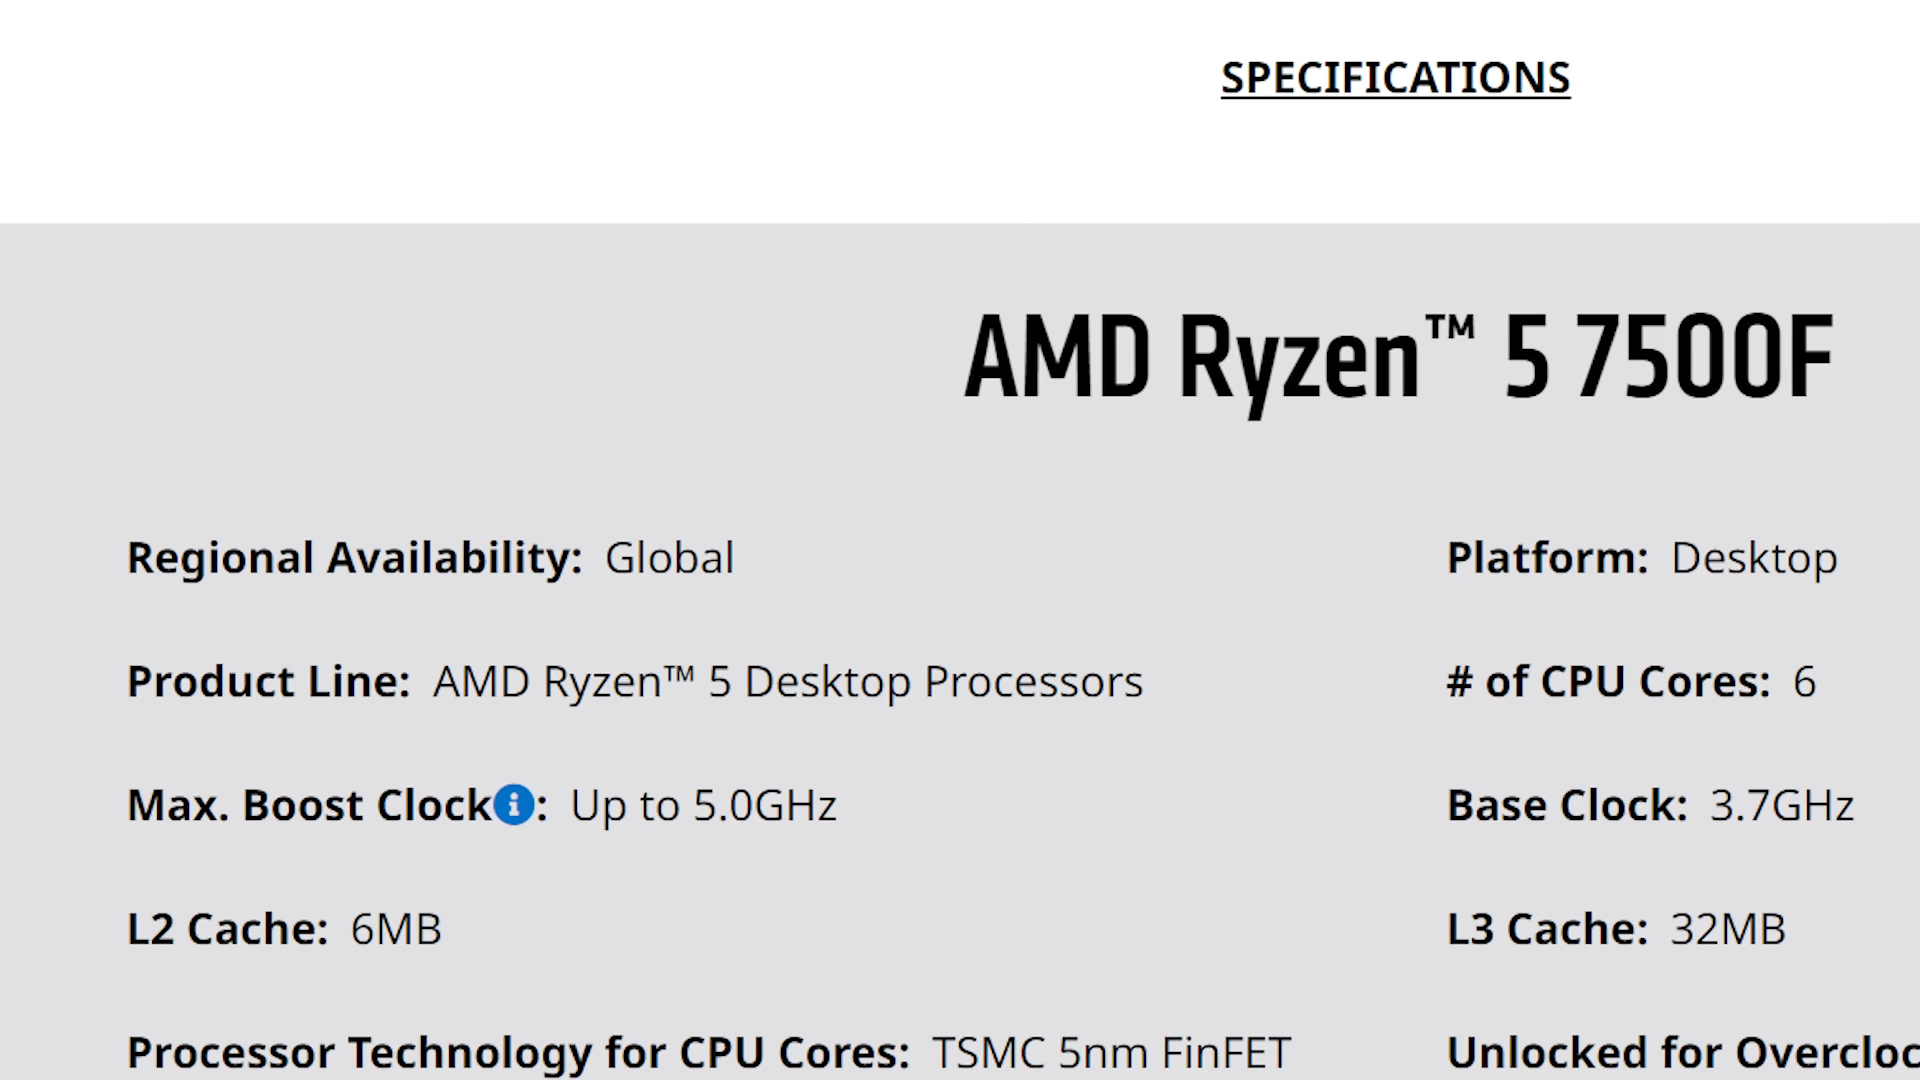 SPECIFICATIONS
AMD Ryzen™ 5 7500F
Regional Availability: Global
Platform: Desktop
Product Line: AMD Ryzen™ 5 Desktop Processors
# of CPU Cores: 6
Max. Boost Clock: Up to 5.0GHz
Base Clock: 3.7GHz
L2 Cache: 6MB
L3 Cache: 32MB
Processor Technology for CPU Cores: TSMC 5nm FinFET
Unlocked for Overcloc